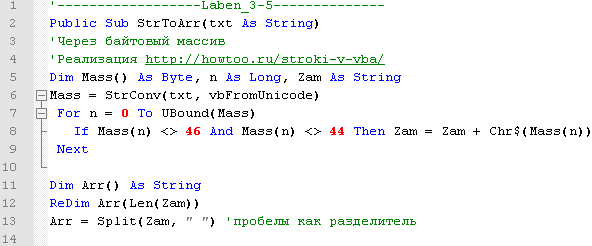 1 '------------------Laben_3-5--------------
2 Public Sub StrToArr(txt As String)
3 'Через байтовый массив
4 'Реализация http://howtoo.ru/stroki-v-vba/
5 Dim Mass() As Byte, n As Long, Zam As String
6 Mass = StrConv(txt, vbFromUnicode)
7 For n = 0 To UBound(Mass)
8 If Mass(n) <> 46 And Mass(n) <> 44 Then Zam = Zam + Chr$(Mass(n))
9 Next
10
11 Dim Arr() As String
12 ReDim Arr(Len(Zam))
13 Arr = Split(Zam, " ") 'пробелы как разделитель
14